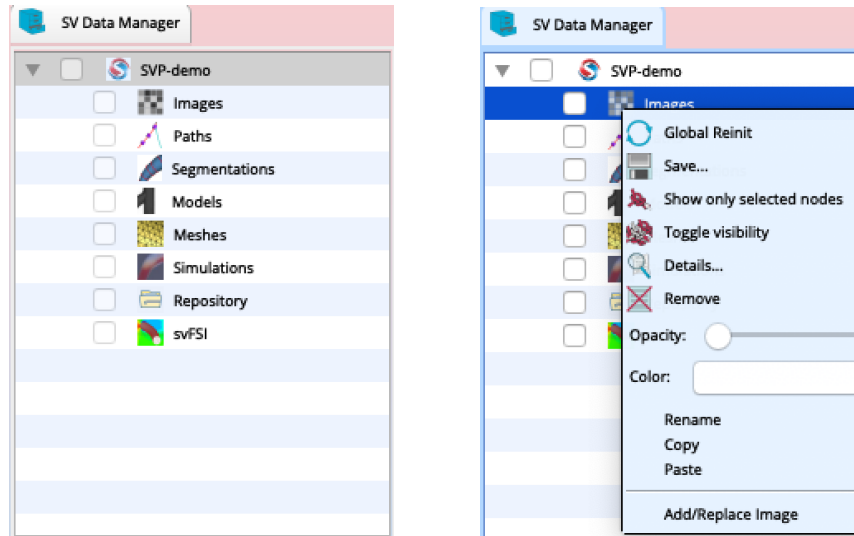 SV Data Manager
SVP-demo
Images
Paths
Segmentations
Models
Meshes
Simulations
Repository
svFSI
SV Data Manager
SVP-demo
Images
Global Reinit
Save...
Show only selected nodes
Toggle visibility
Details...
Remove
Opacity:
Color:
Rename
Copy
Paste
Add/Replace Image